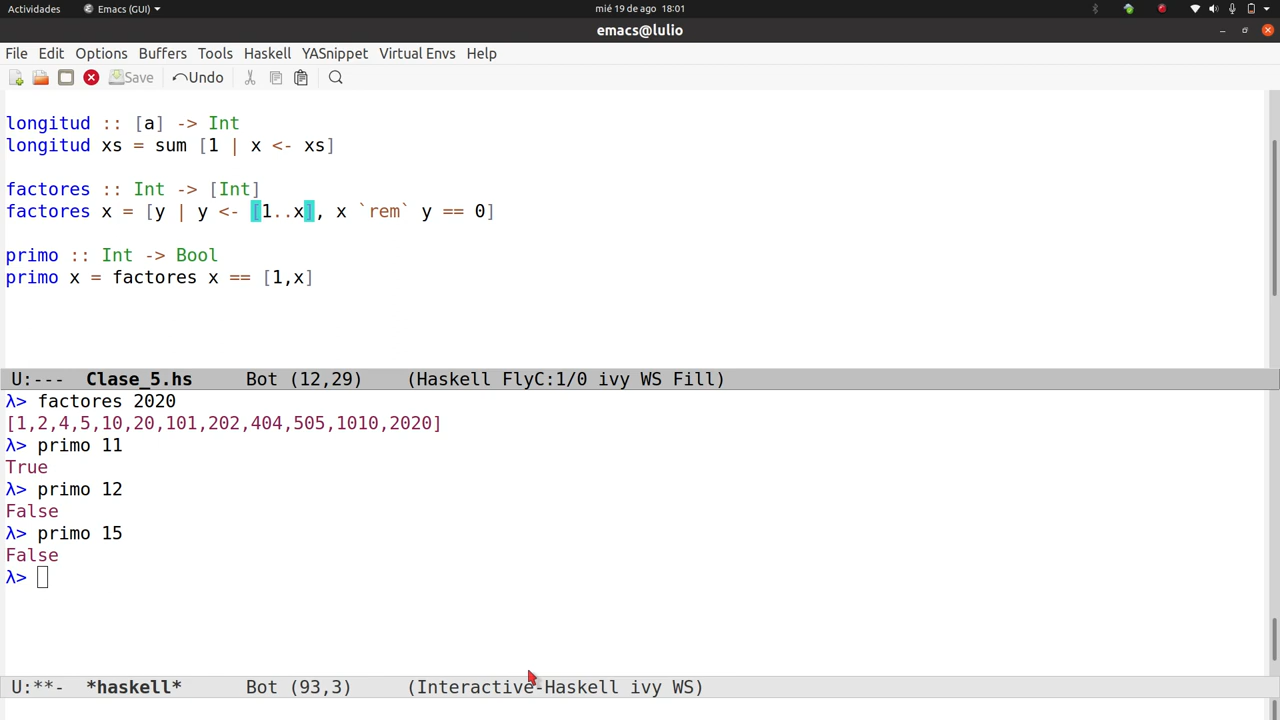 Actividades Emacs (GUI) mié 19 de ago 18:01
emacs@lulio
File Edit Options Buffers Tools Haskell YASnippet Virtual Envs Help
Save Undo
longitud :: [a] -> Int
longitud xs = sum [1 | x <- xs]
factores :: Int -> [Int]
factores x = [y | y <- [1..x], x `rem` y == 0]
primo :: Int -> Bool
primo x = factores x == [1,x]
U:--- Clase_5.hs Bot (12,29) (Haskell FlyC:1/0 ivy WS Fill)
λ> factores 2020
[1,2,4,5,10,20,101,202,404,505,1010,2020]
λ> primo 11
True
λ> primo 12
False
λ> primo 15
False
λ>
U:**- *haskell* Bot (93,3) (Interactive-Haskell ivy WS)